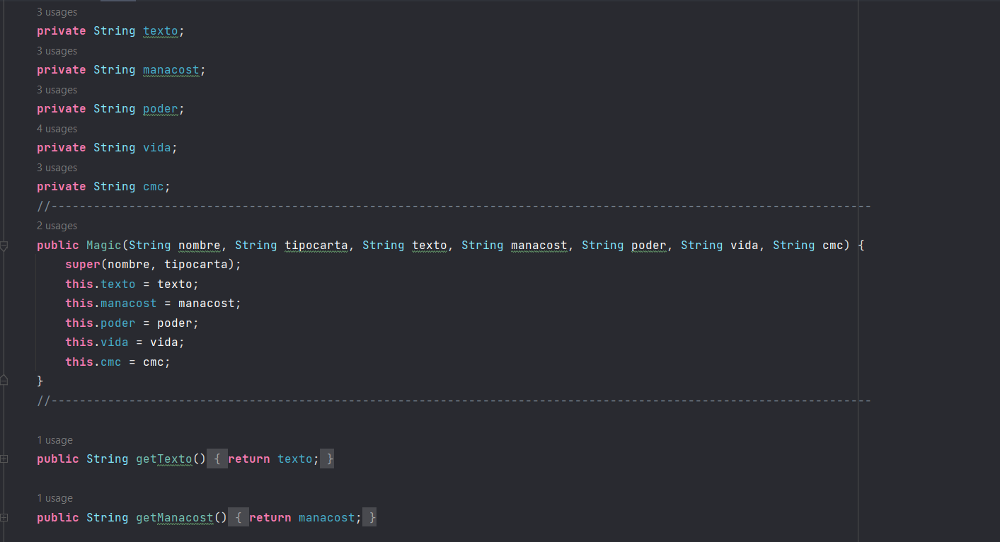 3 usages
private String texto;
3 usages
private String manacost;
3 usages
private String poder;
4 usages
private String vida;
3 usages
private String cmc;
//--------------------------------------------------------------------------------------------------------------------
2 usages
public Magic(String nombre, String tipocarta, String texto, String manacost, String poder, String vida, String cmc) {
super(nombre, tipocarta);
this.texto = texto;
this.manacost = manacost;
this.poder = poder;
this.vida = vida;
this.cmc = cmc;
}
//--------------------------------------------------------------------------------------------------------------------
1 usage
public String getTexto() { return texto; }
1 usage
public String getManacost() { return manacost; }